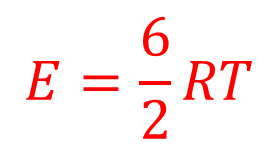 E = 6/2 RT